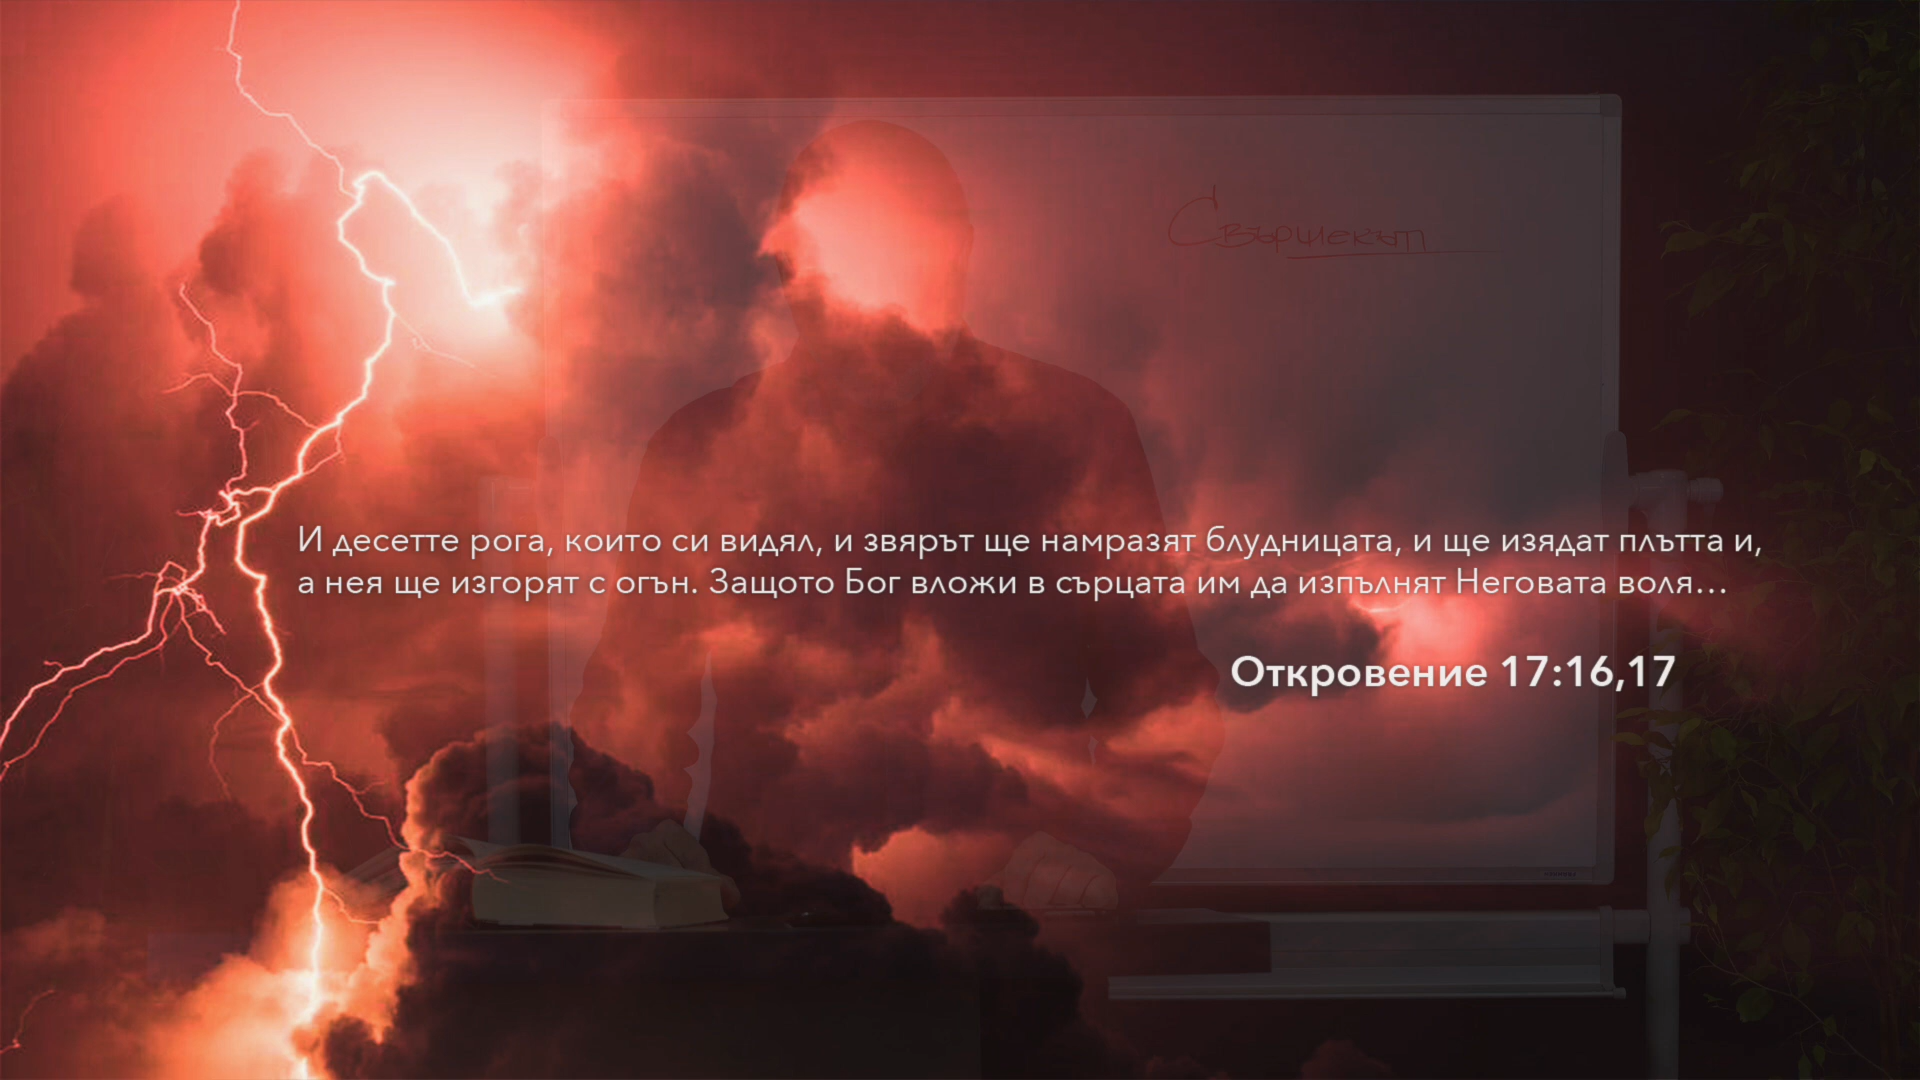 Свършекът
И десетте рога, които си видял, и звярът ще намразят блудницата, и ще изядат плътта и,
а нея ще изгорят с огън. Защото Бог вложи в сърцата им да изпълнят Неговата воля...
Откровение 17:16,17